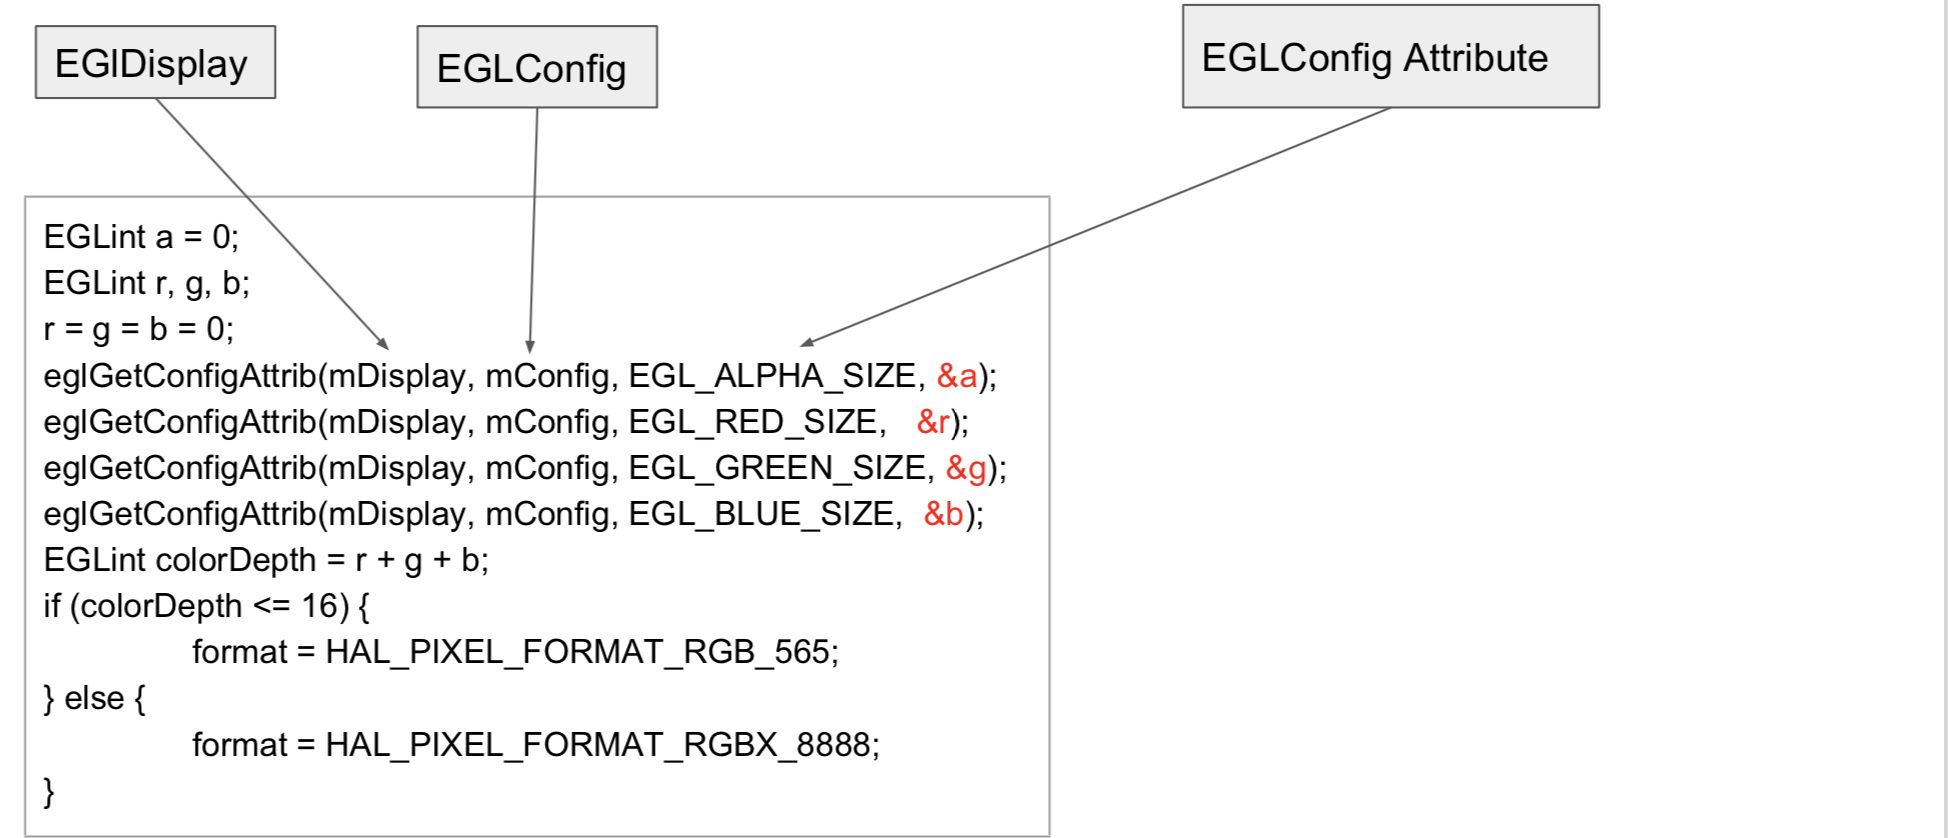 EGIDisplay
EGLConfig
EGLConfig Attribute
EGLint a = 0;
EGLint r, g, b;
r = g = b = 0;
eglGetConfigAttrib(mDisplay, mConfig, EGL_ALPHA_SIZE, &a);
eglGetConfigAttrib(mDisplay, mConfig, EGL_RED_SIZE,   &r);
eglGetConfigAttrib(mDisplay, mConfig, EGL_GREEN_SIZE, &g);
eglGetConfigAttrib(mDisplay, mConfig, EGL_BLUE_SIZE,  &b);
EGLint colorDepth = r + g + b;
if (colorDepth <= 16) {
format = HAL_PIXEL_FORMAT_RGB_565;
} else {
format = HAL_PIXEL_FORMAT_RGBX_8888;
}